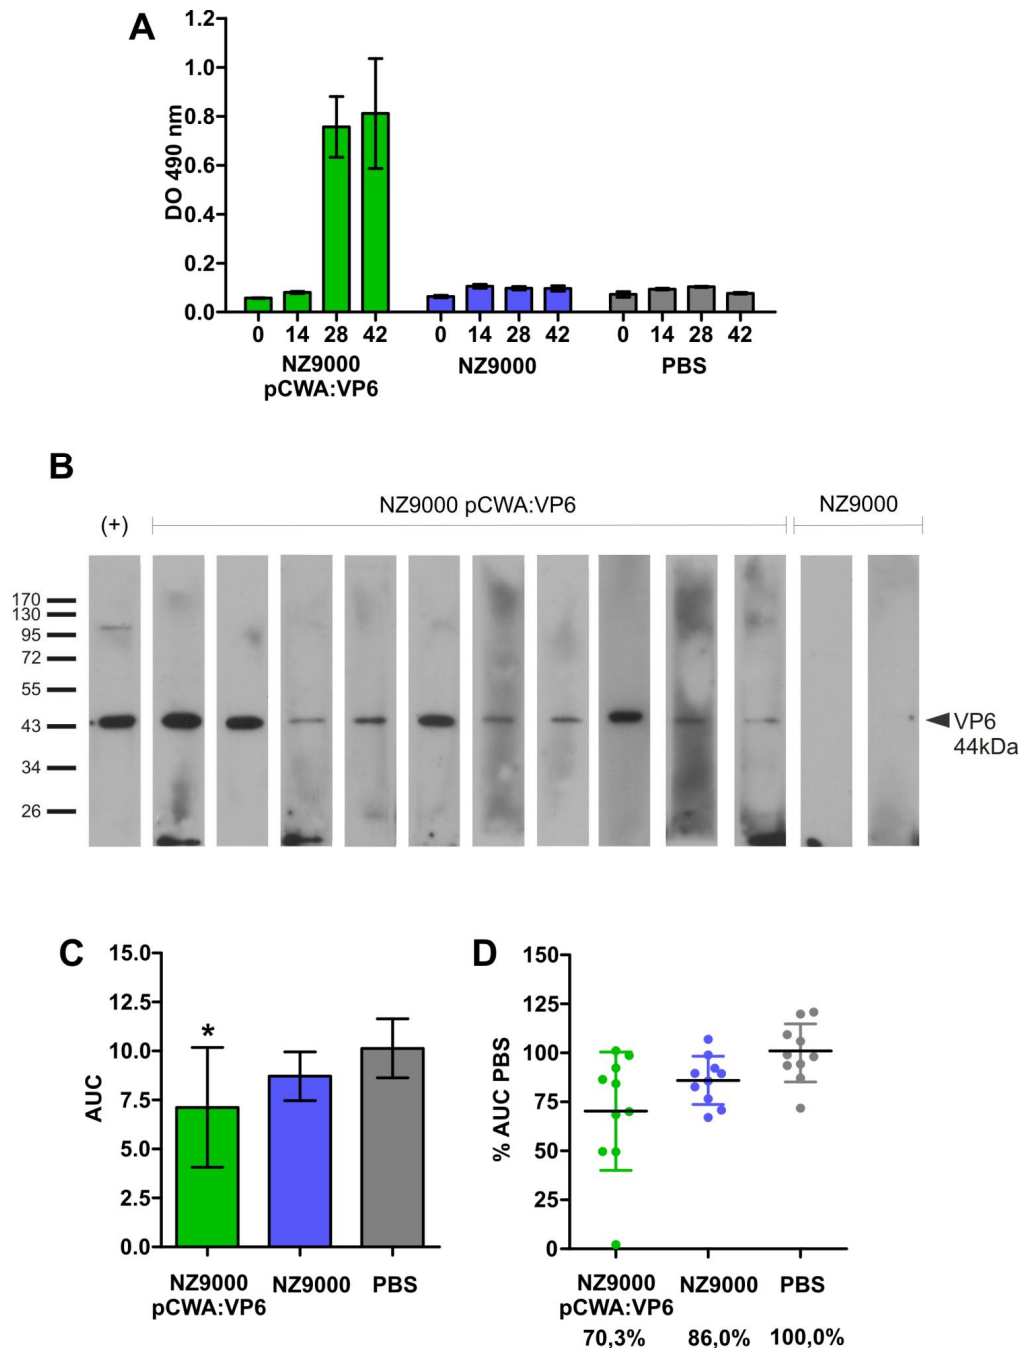 A
1.2
1.0
0.8
0.6
0.4
0.2
0.0
DO 490 nm
0 14 28 42 0 14 28 42 0 14 28 42
NZ9000 NZ9000 PBS
pCWA:VP6
B
(+) NZ9000 pCWA:VP6 NZ9000
170
130
95
72
55
43
34
26
VP6
44kDa
C
15.0
12.5
10.0
7.5
5.0
2.5
0.0
AUC
*
NZ9000 NZ9000 PBS
pCWA:VP6
D
150
125
100
75
50
25
0
% AUC PBS
NZ9000 NZ9000 PBS
pCWA:VP6
70,3% 86,0% 100,0%